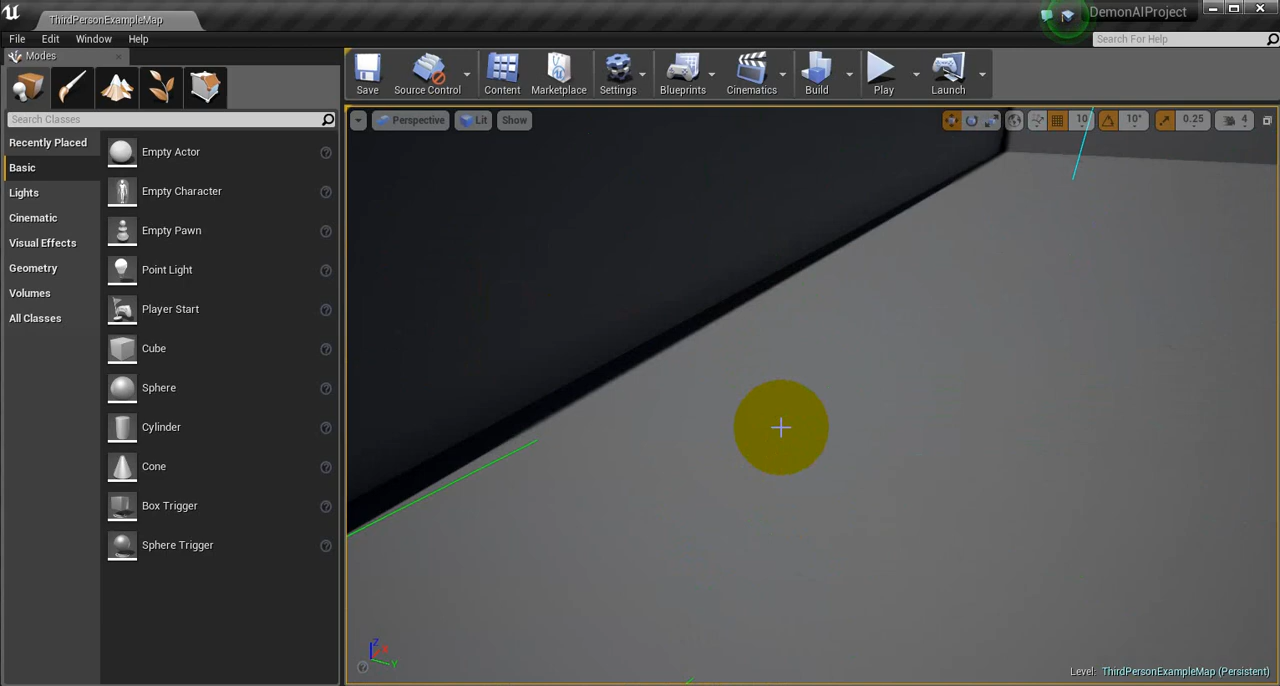 ThirdPersonExampleMap
DemonAIProject
File Edit Window Help
Search For Help
Modes
Save Source Control Content Marketplace Settings Blueprints Cinematics Build Play Launch
Search Classes
Perspective Lit Show 10 10° 0.25 4
Recently Placed
Basic
Lights
Cinematic
Visual Effects
Geometry
Volumes
All Classes
Empty Actor
Empty Character
Empty Pawn
Point Light
Player Start
Cube
Sphere
Cylinder
Cone
Box Trigger
Sphere Trigger
Z
X
Y
Level: ThirdPersonExampleMap (Persistent)